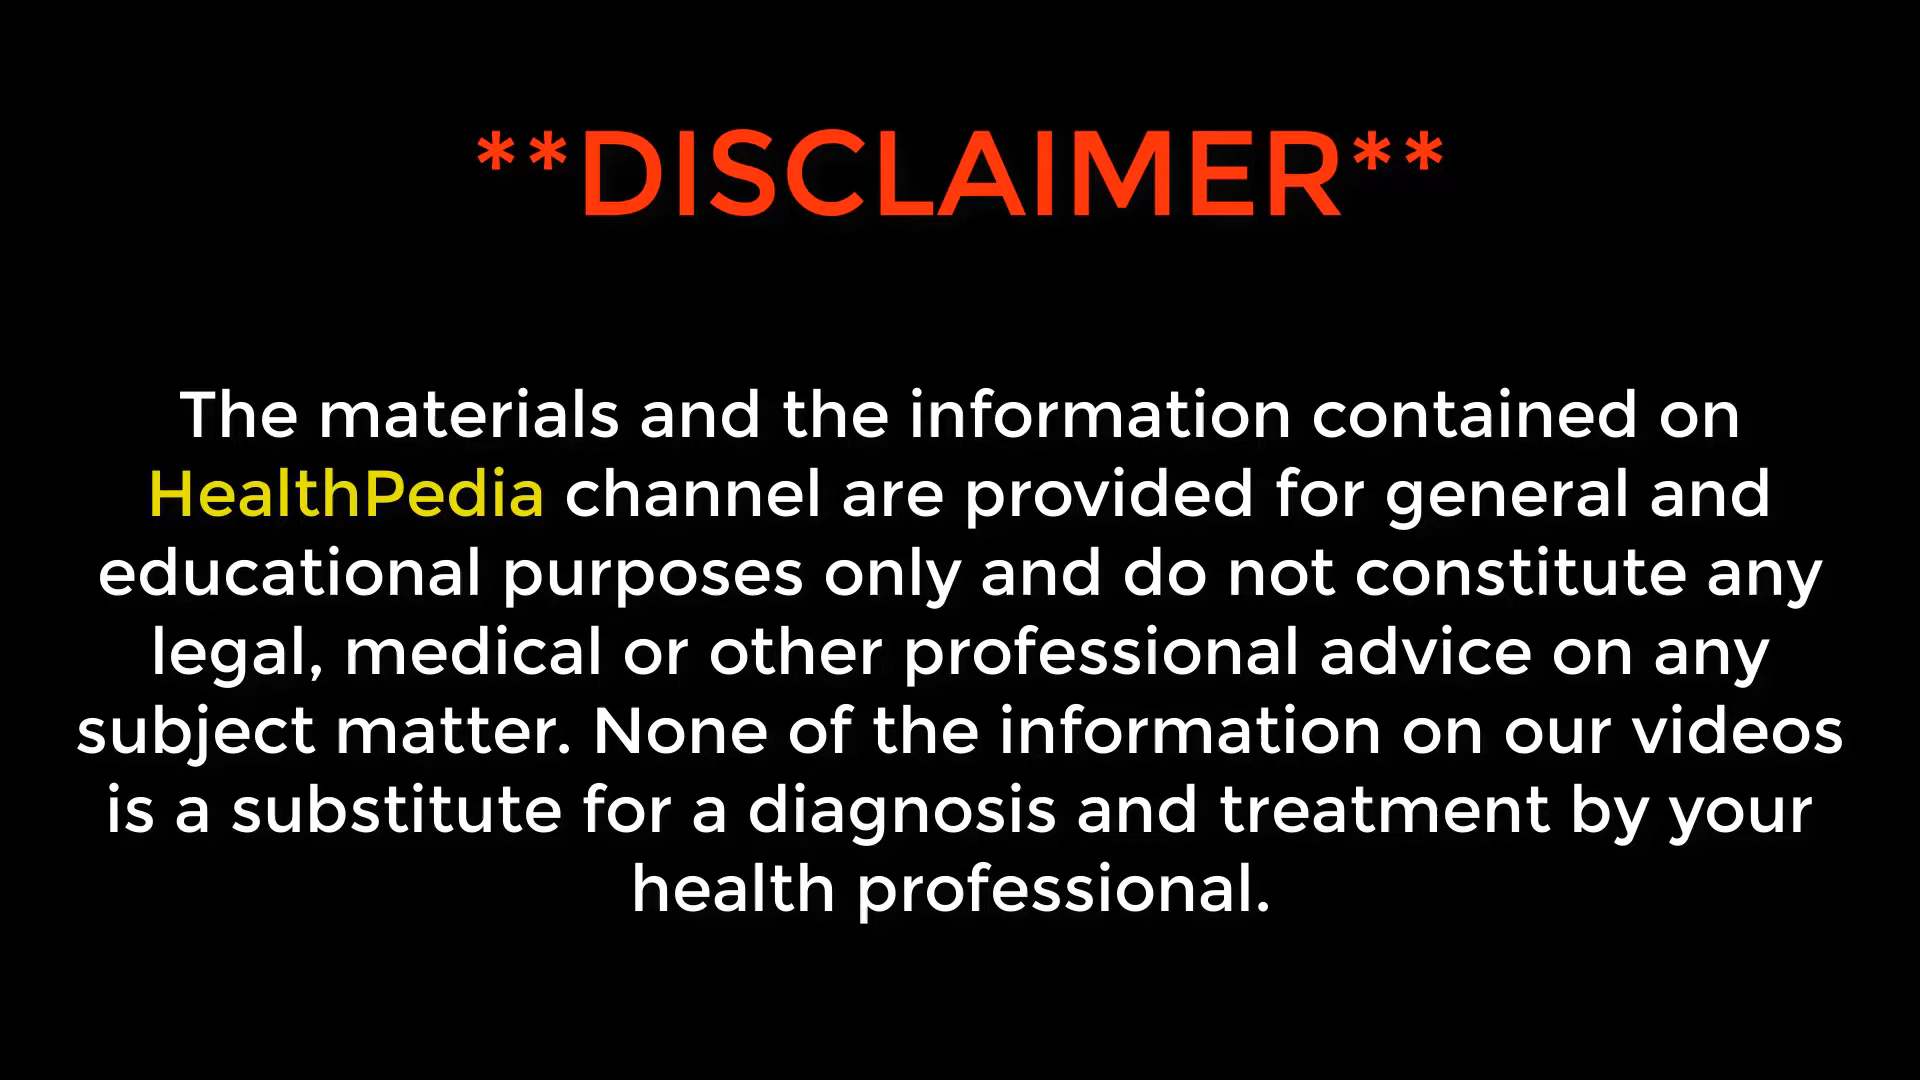 **DISCLAIMER**
The materials and the information contained on
HealthPedia channel are provided for general and
educational purposes only and do not constitute any
legal, medical or other professional advice on any
subject matter. None of the information on our videos
is a substitute for a diagnosis and treatment by your
health professional.